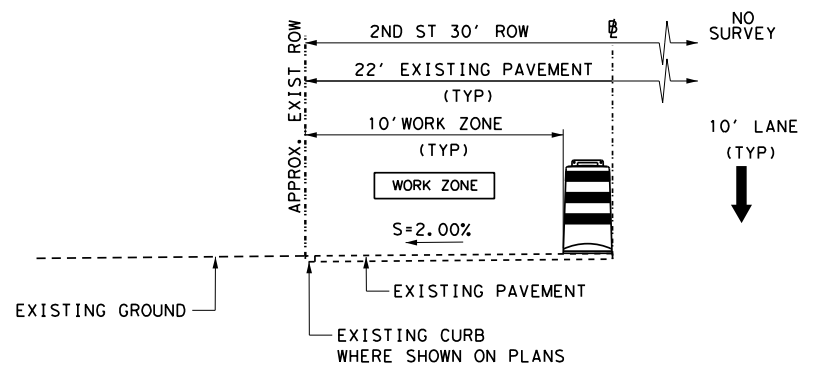 2ND ST 30' ROW
NO
SURVEY
22' EXISTING PAVEMENT
(TYP)
APPROX. EXIST ROW
10' WORK ZONE
(TYP)
10' LANE
(TYP)
WORK ZONE
S=2.00%
EXISTING PAVEMENT
EXISTING GROUND
EXISTING CURB
WHERE SHOWN ON PLANS